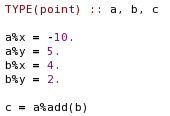 TYPE(point) :: a, b, c
a%x = -10.
a%y = 5.
b%x = 4.
b%y = 2.
c = a%add(b)